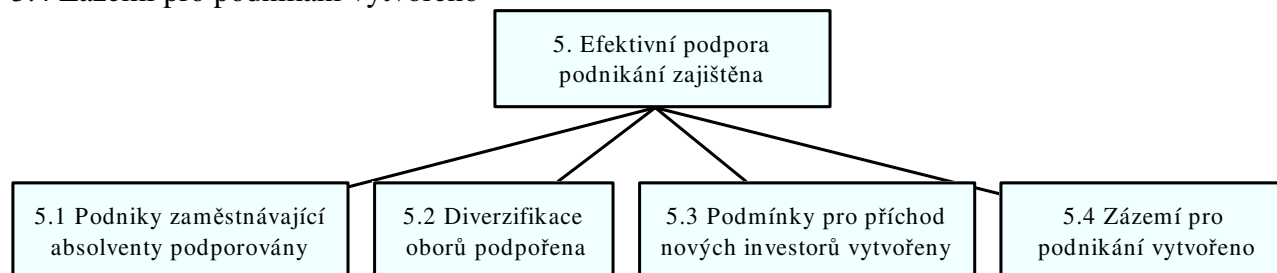 5.4 Zázemí pro podnikání vytvořeno
5. Efektivní podpora
podnikání zajištěna
5.1 Podniky zaměstnávající
absolventy podporovány
5.2 Diverzifikace
oborů podpořena
5.3 Podmínky pro příchod
nových investorů vytvořeny
5.4 Zázemí pro
podnikání vytvořeno